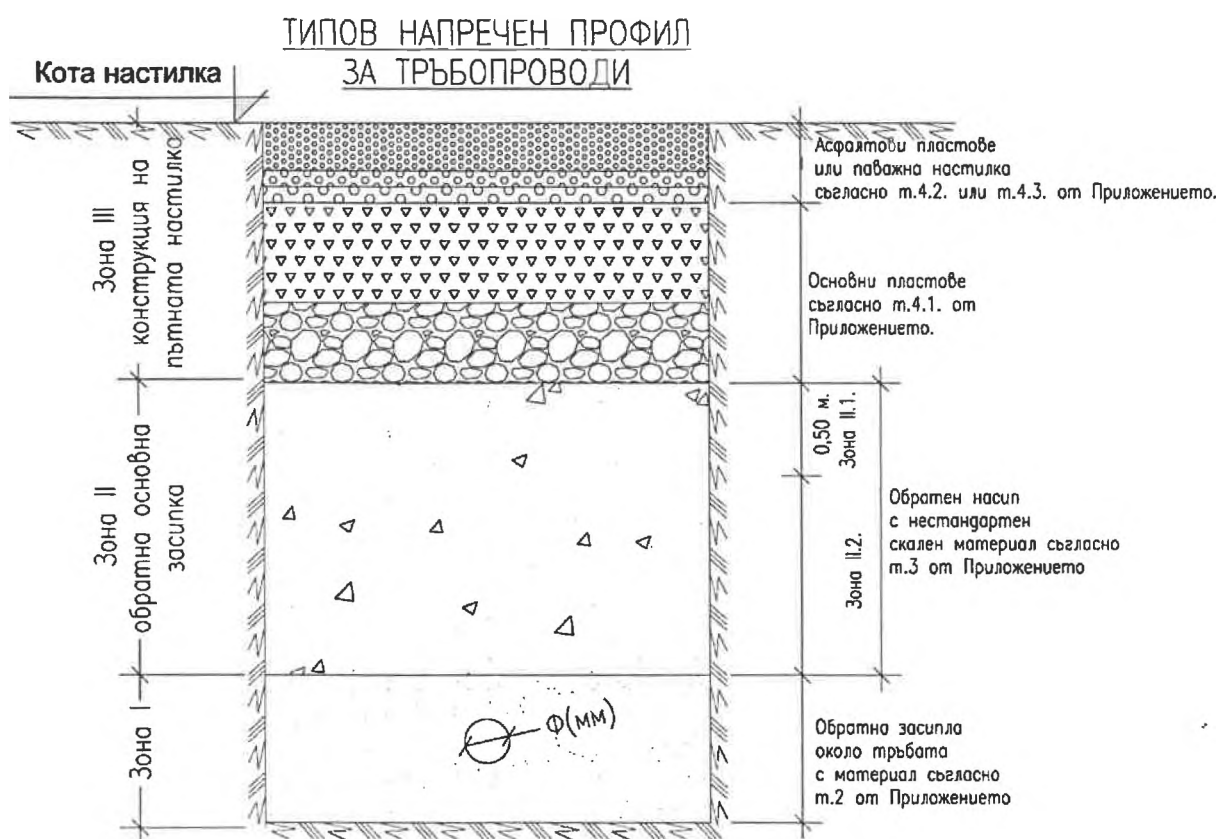 ТИПОВ НАПРЕЧЕН ПРОФИЛ
ЗА ТРЪБОПРОВОДИ
Кота настилка
Зона III
конструкция на
пътната настилко
Асфалтови пластове
или паважна настилка
съгласно т.4.2. или т.4.3. от Приложението.
Основни пластове
съгласно т.4.1. от
Приложението.
Зона II
обратна основна
засипка
0,50 м.
Зона II.1.
Зона II.2.
Обратен насип
с нестандартен
скален материал съгласно
т.3 от Приложението
Зона I
Ф(мм)
Обратна засипла
около тръбата
с материал съгласно
т.2 от Приложението